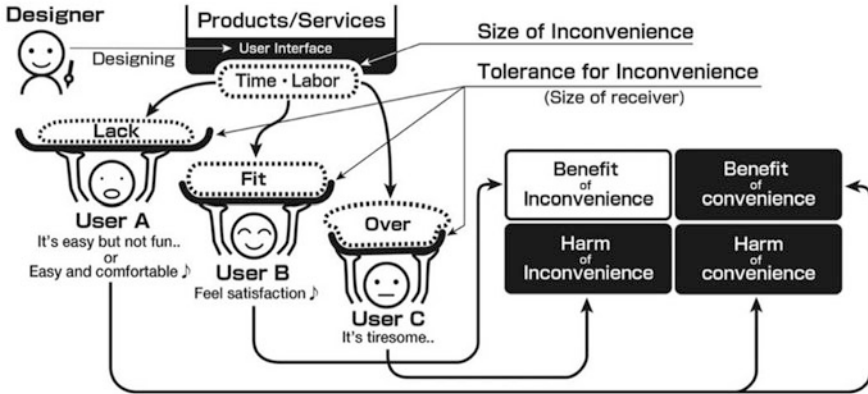 Designer
Products/Services
User Interface
Designing
Time・Labor
Size of Inconvenience
Tolerance for Inconvenience
(Size of receiver)
Lack
Fit
Over
User A
It's easy but not fun..
or
Easy and comfortable♪
User B
Feel satisfaction♪
User C
It's tiresome..
Benefit
of
Inconvenience
Benefit
of
convenience
Harm
of
Inconvenience
Harm
of
convenience